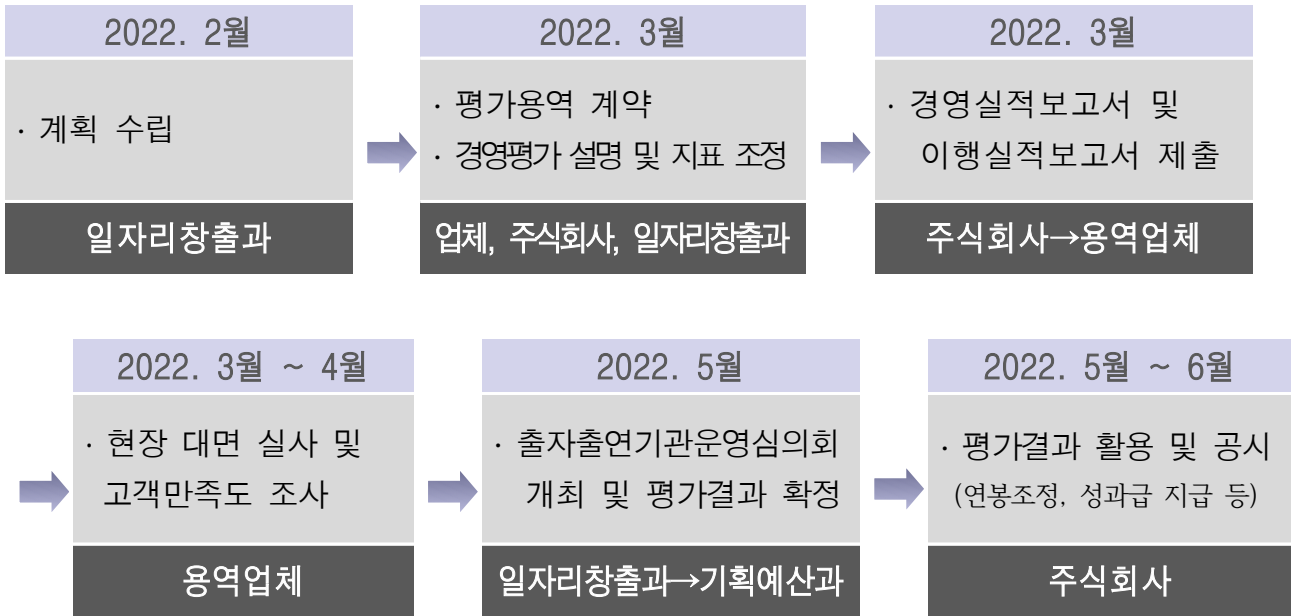 2022. 2월
· 계획 수립
일자리창출과
2022. 3월
· 평가용역 계약
· 경영평가 설명 및 지표 조정
업체, 주식회사, 일자리창출과
2022. 3월
· 경영실적보고서 및
이행실적보고서 제출
주식회사→용역업체
2022. 3월 ~ 4월
· 현장 대면 실사 및
고객만족도 조사
용역업체
2022. 5월
· 출자출연기관운영심의회
개최 및 평가결과 확정
일자리창출과→기획예산과
2022. 5월 ~ 6월
· 평가결과 활용 및 공시
(연봉조정, 성과급 지급 등)
주식회사